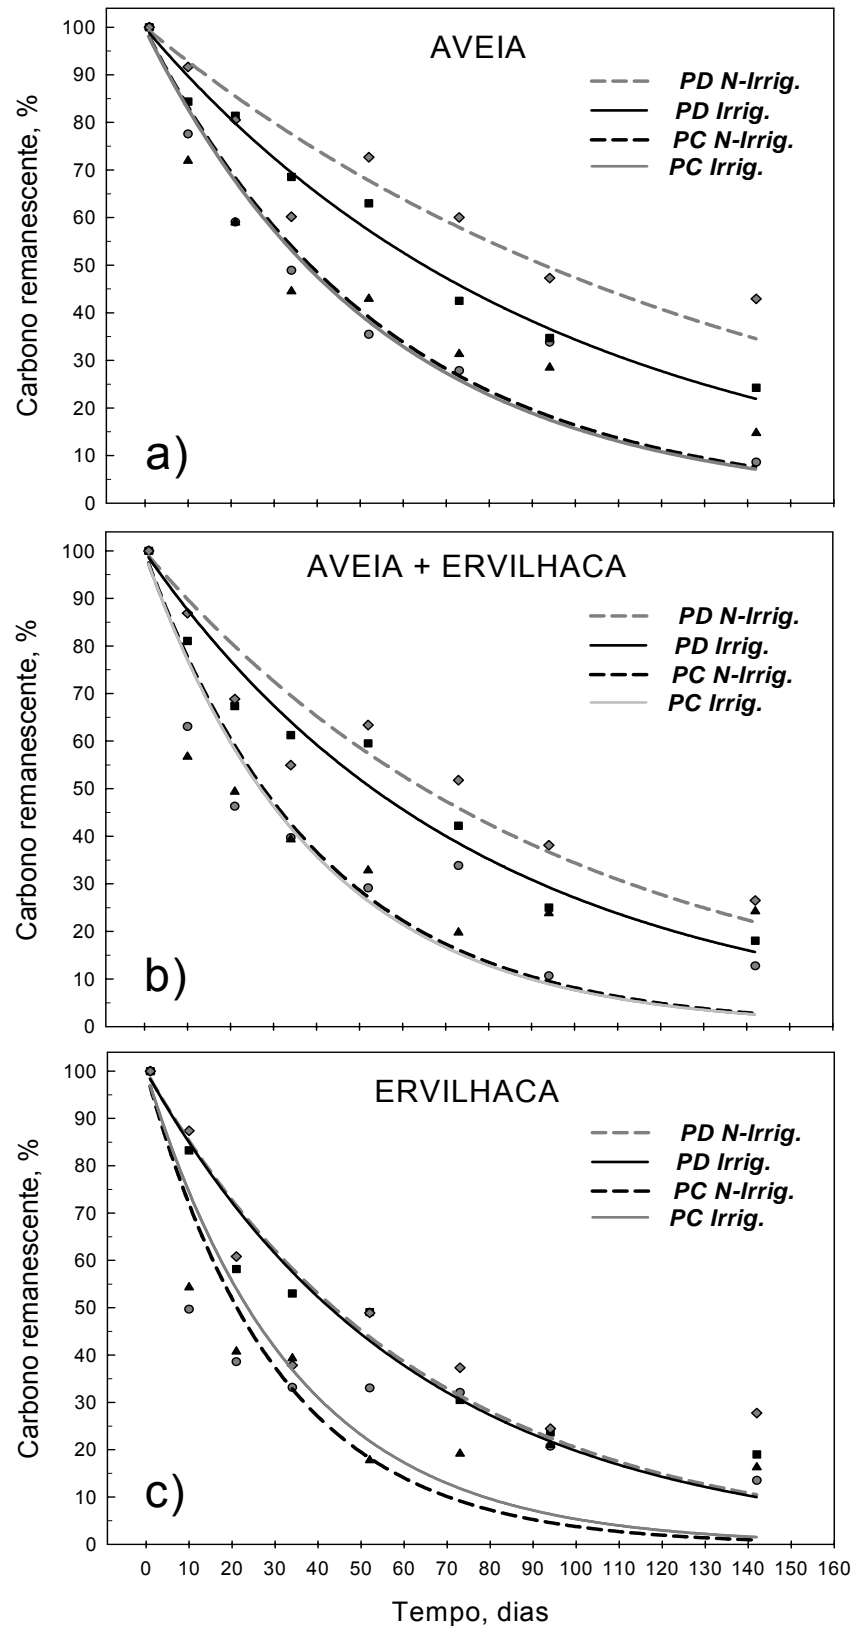 AVEIA
PD N-Irrig.
PD Irrig.
PC N-Irrig.
PC Irrig.
Carbono remanescente, %
100
90
80
70
60
50
40
30
20
10
0
a)
AVEIA + ERVILHACA
PD N-Irrig.
PD Irrig.
PC N-Irrig.
PC Irrig.
Carbono remanescente, %
100
90
80
70
60
50
40
30
20
10
0
b)
ERVILHACA
PD N-Irrig.
PD Irrig.
PC N-Irrig.
PC Irrig.
Carbono remanescente, %
100
90
80
70
60
50
40
30
20
10
0
c)
0 10 20 30 40 50 60 70 80 90 100 110 120 130 140 150 160
Tempo, dias